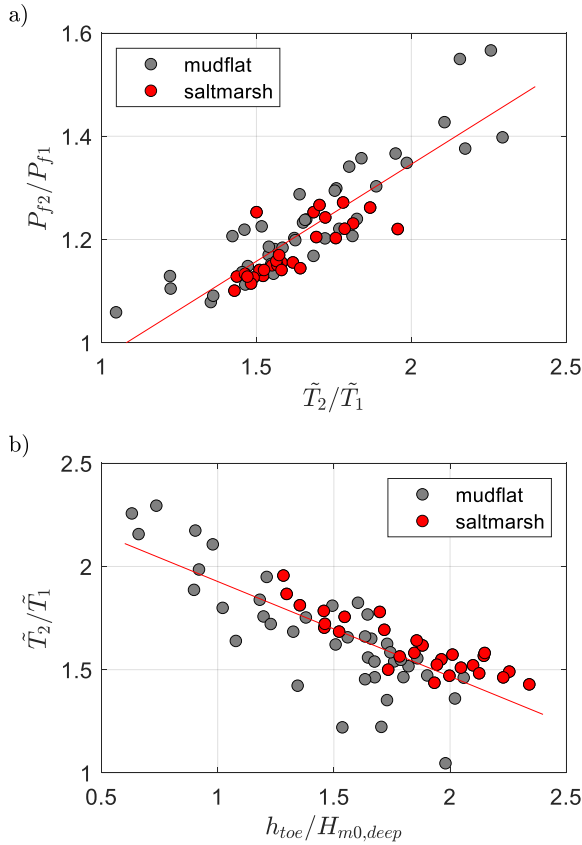 a)
1.6
mudflat
saltmarsh
1.4
P_{f2}/P_{f1}
1.2
1
1 1.5 2 2.5
T̃_2/T̃_1
b)
2.5
mudflat
saltmarsh
2
T̃_2/T̃_1
1.5
1
0.5 1 1.5 2 2.5
h_{toe}/H_{m0,deep}